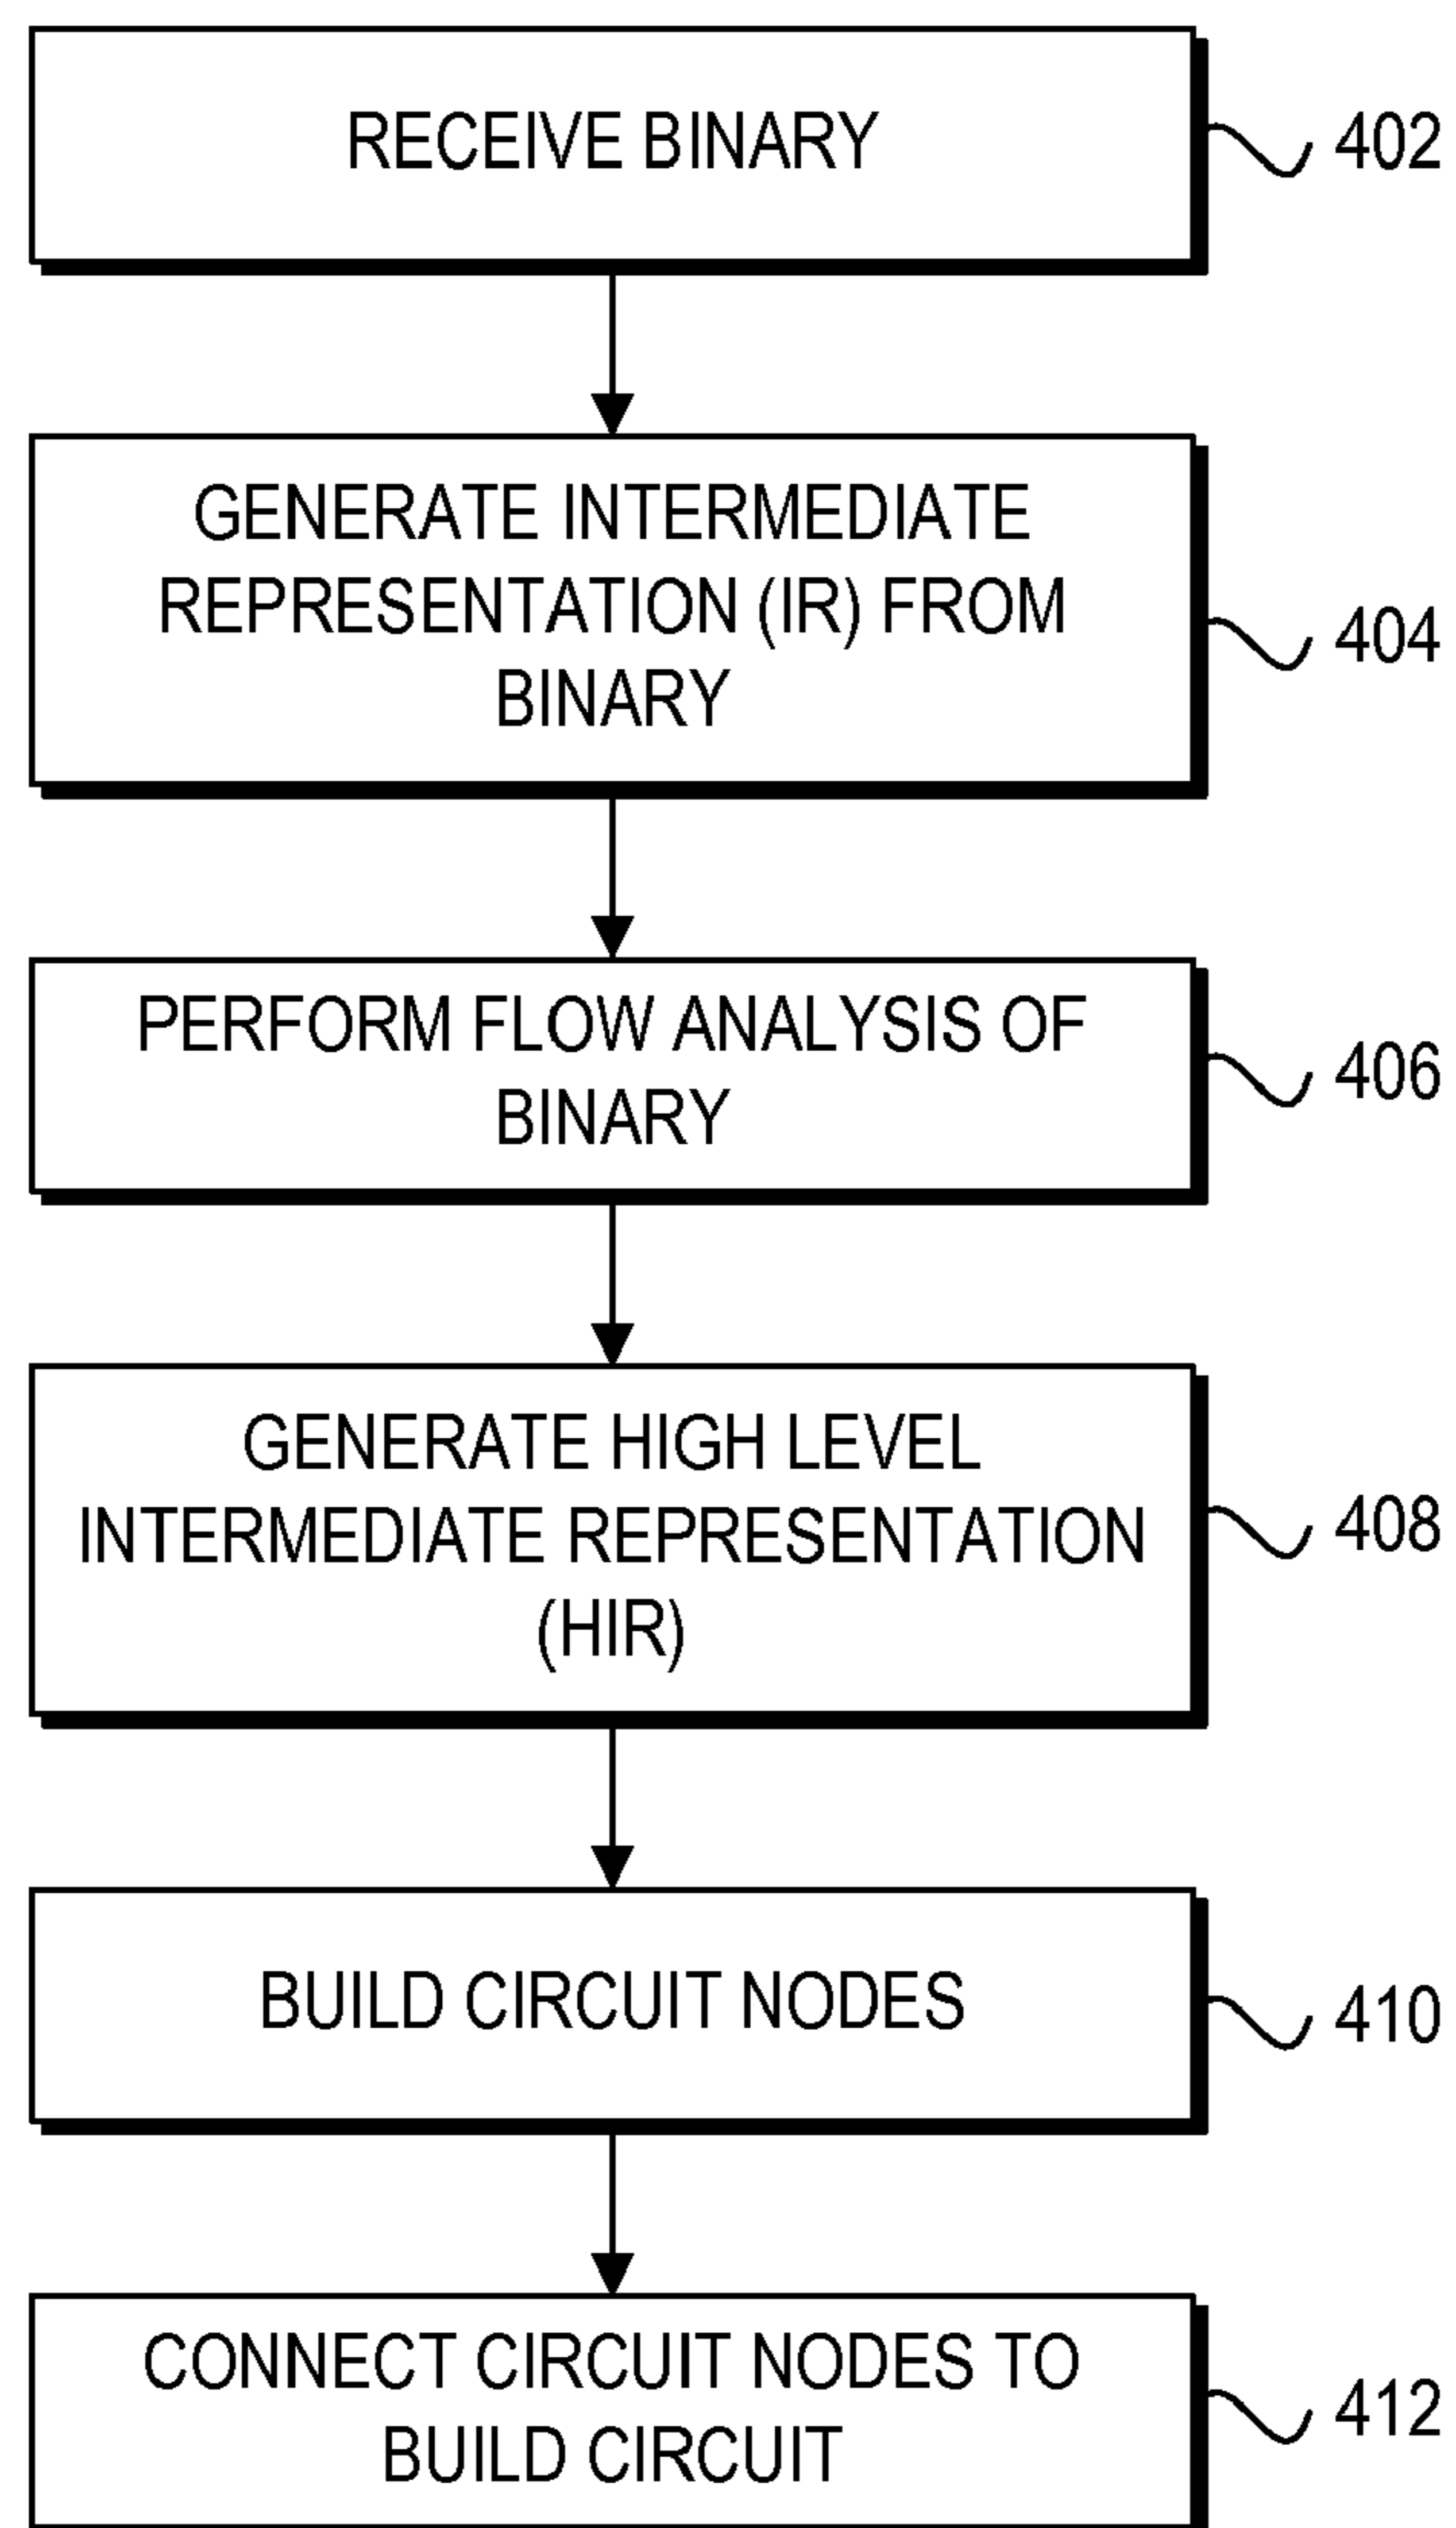 RECEIVE BINARY
402
GENERATE INTERMEDIATE
REPRESENTATION (IR) FROM
BINARY
404
PERFORM FLOW ANALYSIS OF
BINARY
406
GENERATE HIGH LEVEL
INTERMEDIATE REPRESENTATION
(HIR)
408
BUILD CIRCUIT NODES
410
CONNECT CIRCUIT NODES TO
BUILD CIRCUIT
412